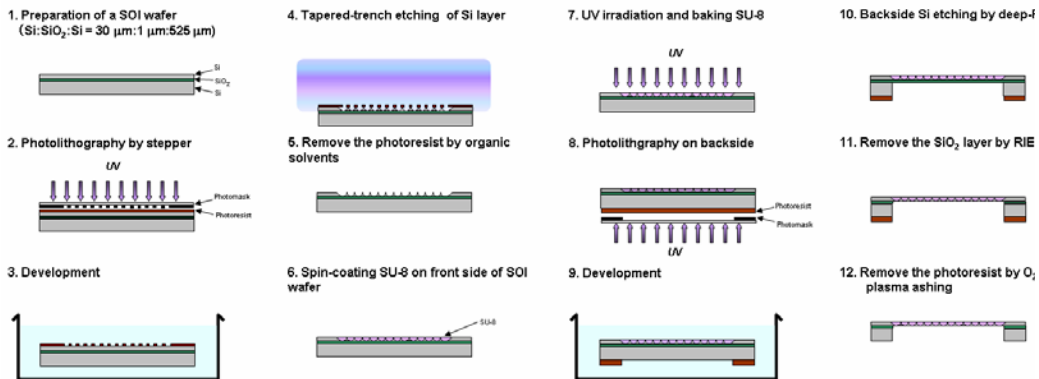 1. Preparation of a SOI wafer
(Si:SiO2:Si = 30 μm:1 μm:525 μm)
Si
SiO2
Si
2. Photolithography by stepper
UV
Photomask
Photoresist
3. Development
4. Tapered-trench etching of Si layer
5. Remove the photoresist by organic
solvents
6. Spin-coating SU-8 on front side of SOI
wafer
SU-8
7. UV irradiation and baking SU-8
UV
8. Photolithgraphy on backside
Photoresist
Photomask
UV
9. Development
10. Backside Si etching by
11. Remove the SiO2 layer by RIE
12. Remove the photoresist by O2
plasma ashing